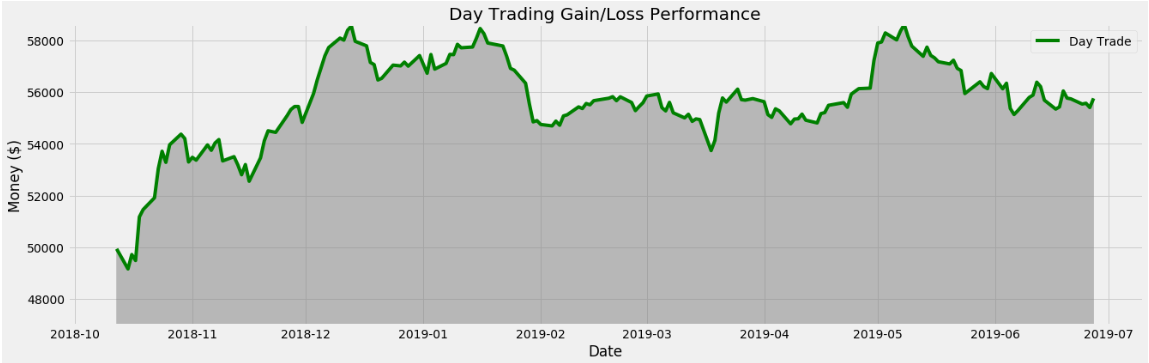 Day Trading Gain/Loss Performance
Day Trade
Money ($)
58000
56000
54000
52000
50000
48000
2018-10 2018-11 2018-12 2019-01 2019-02 2019-03 2019-04 2019-05 2019-06 2019-07
Date